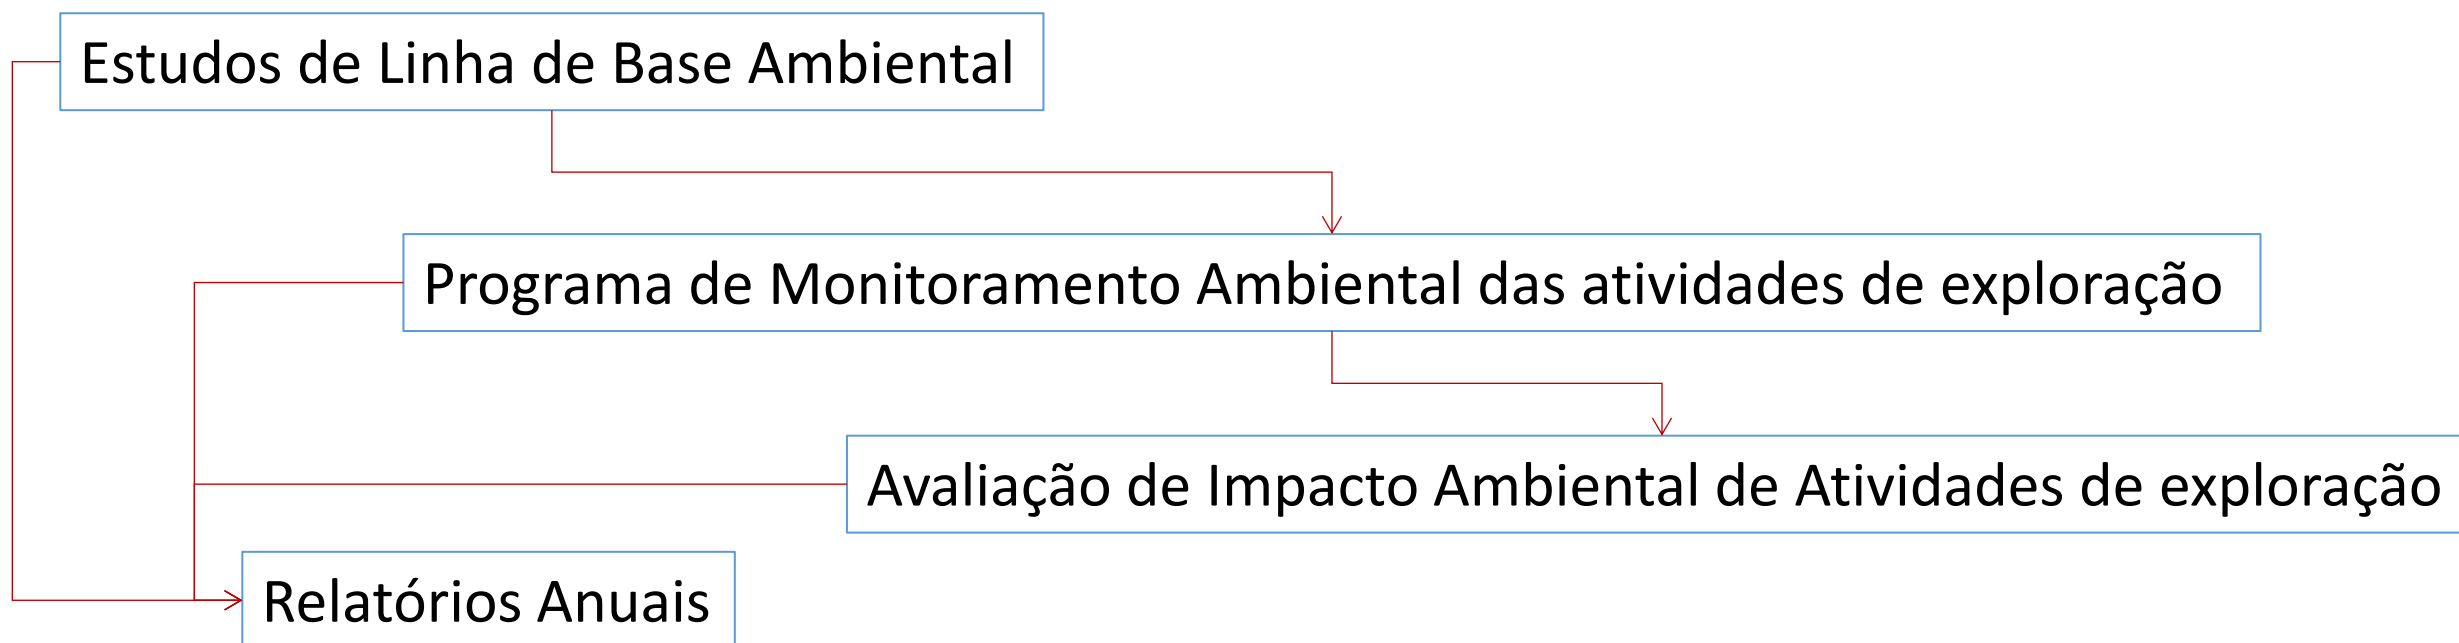 Estudos de Linha de Base Ambiental
Programa de Monitoramento Ambiental das atividades de exploração
Avaliação de Impacto Ambiental de Atividades de exploração
Relatórios Anuais